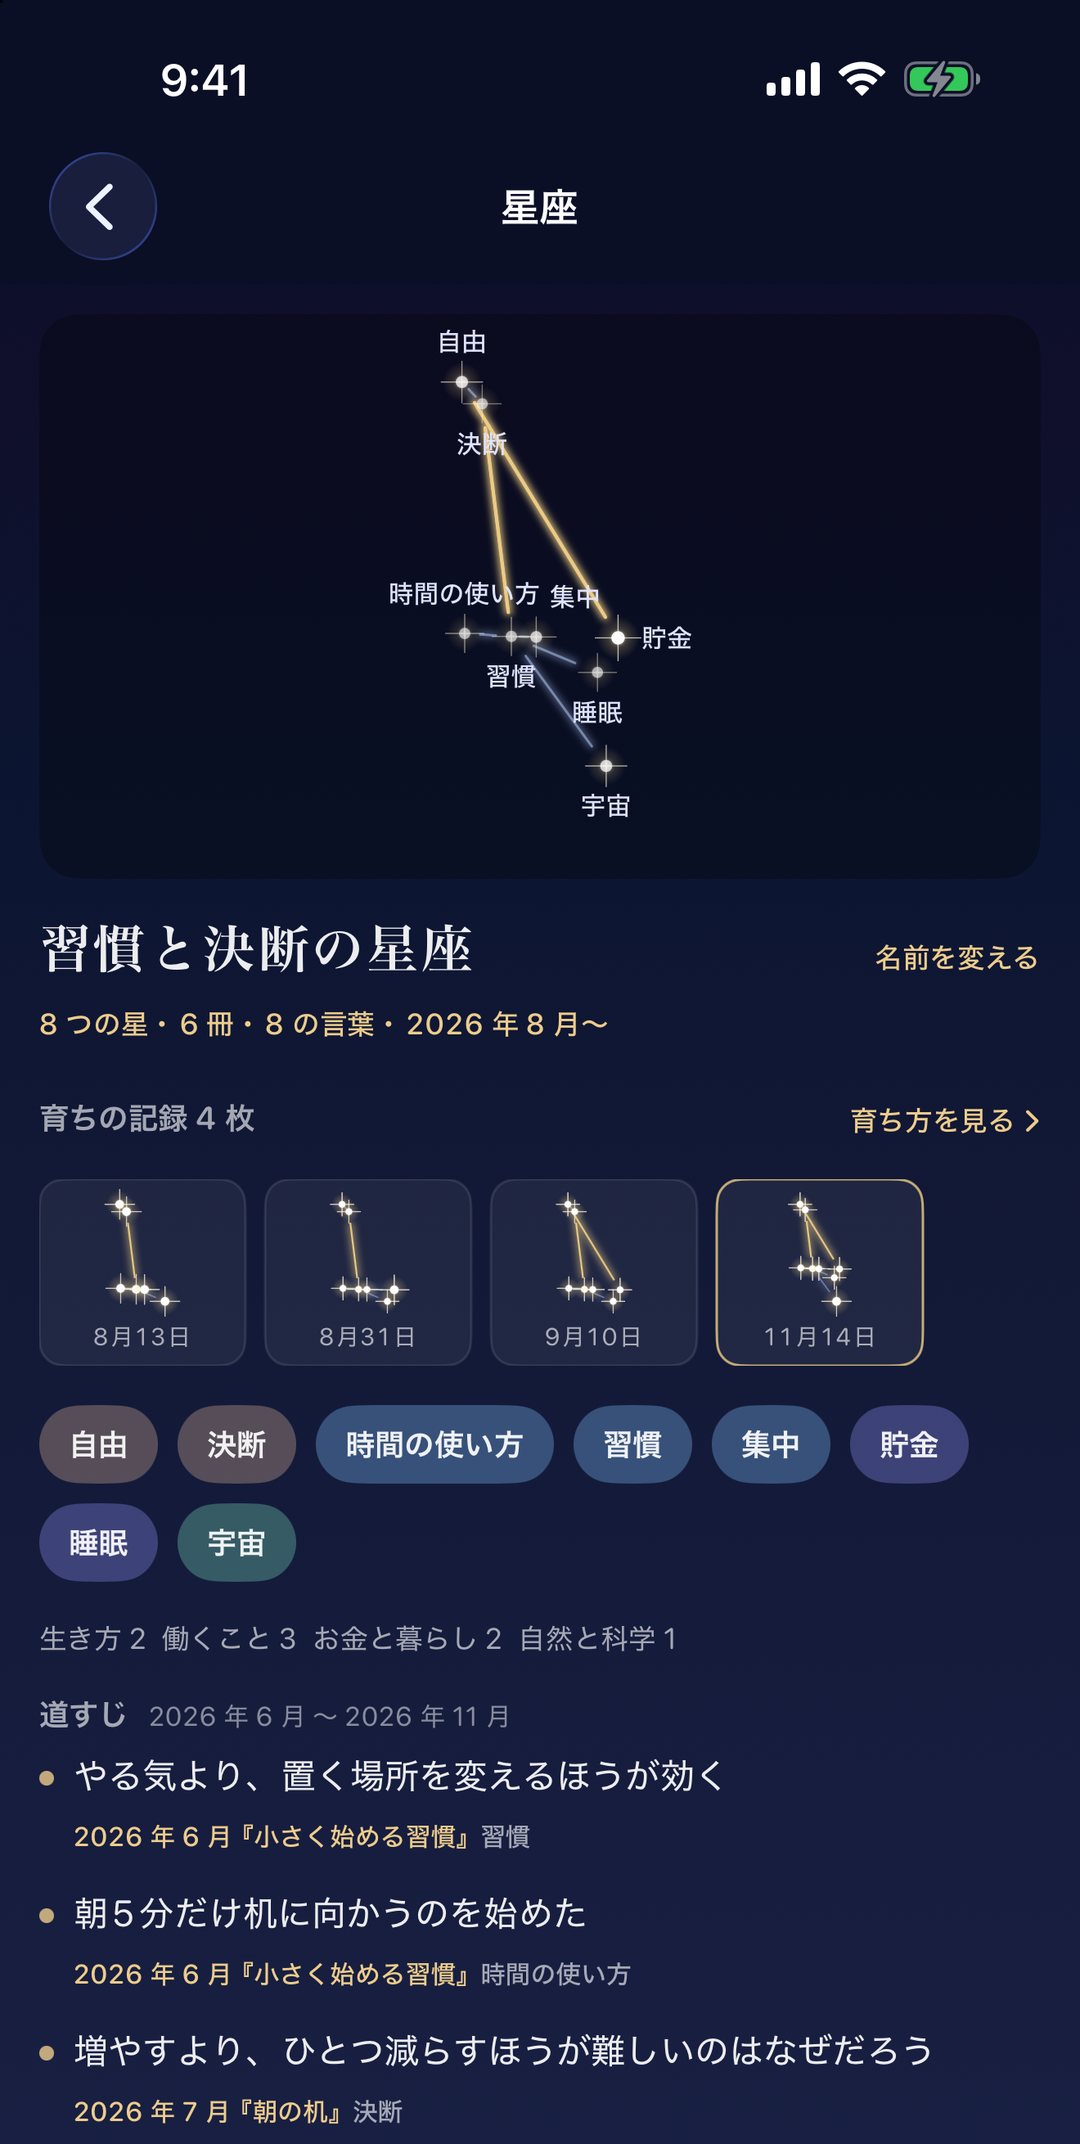 9:41
星座
自由
決断
時間の使い方 集中
貯金
習慣
睡眠
宇宙
習慣と決断の星座
名前を変える
8 つの星・6 冊・8 の言葉・2026 年 8 月〜
育ちの記録 4 枚
育ち方を見る
8月13日
8月31日
9月10日
11月14日
自由 決断 時間の使い方 習慣 集中 貯金
睡眠 宇宙
生き方 2 働くこと 3 お金と暮らし 2 自然と科学 1
道すじ 2026 年 6 月 〜 2026 年 11 月
やる気より、置く場所を変えるほうが効く
2026 年 6 月『小さく始める習慣』習慣
朝５分だけ机に向かうのを始めた
2026 年 6 月『小さく始める習慣』時間の使い方
増やすより、ひとつ減らすほうが難しいのはなぜだろう
2026 年 7 月『朝の机』決断